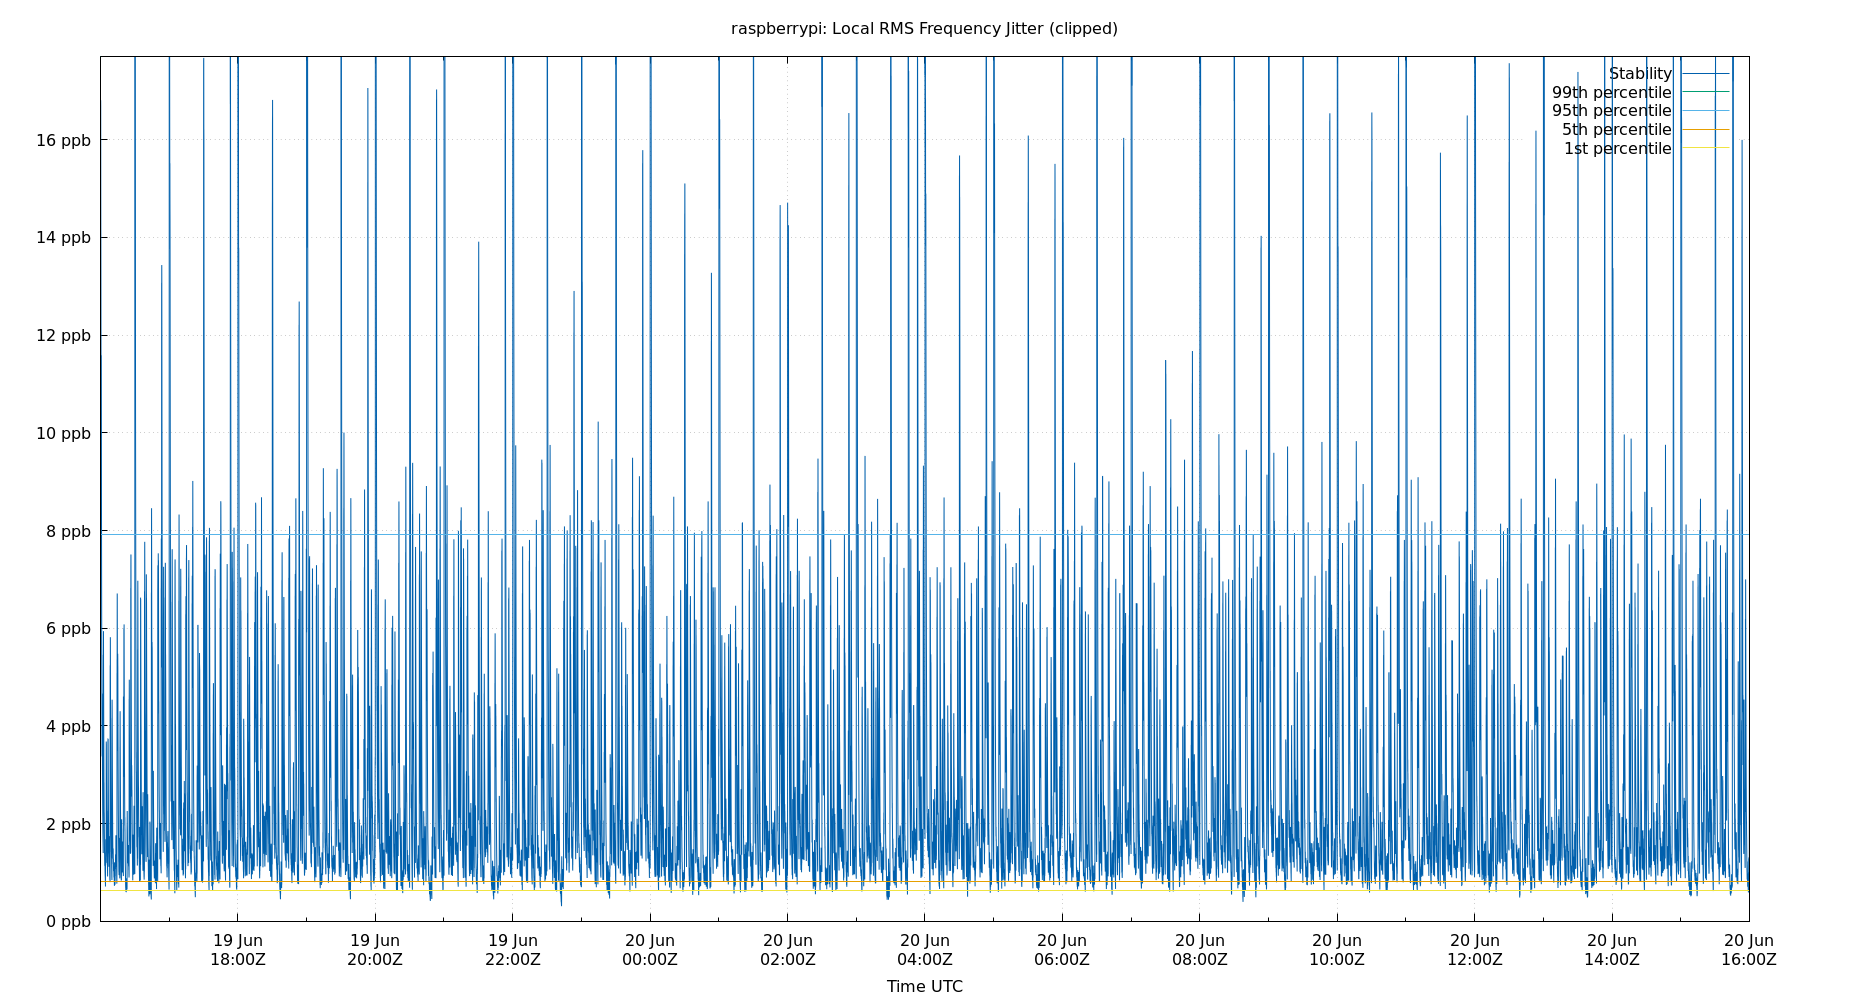 raspberrypi: Local RMS Frequency Jitter (clipped)
Stability
99th percentile
95th percentile
5th percentile
1st percentile
16 ppb
14 ppb
12 ppb
10 ppb
8 ppb
6 ppb
4 ppb
2 ppb
0 ppb
19 Jun 19 Jun 19 Jun 20 Jun 20 Jun 20 Jun 20 Jun 20 Jun 20 Jun 20 Jun 20 Jun 20 Jun
18:00Z 20:00Z 22:00Z 00:00Z 02:00Z 04:00Z 06:00Z 08:00Z 10:00Z 12:00Z 14:00Z 16:00Z
Time UTC